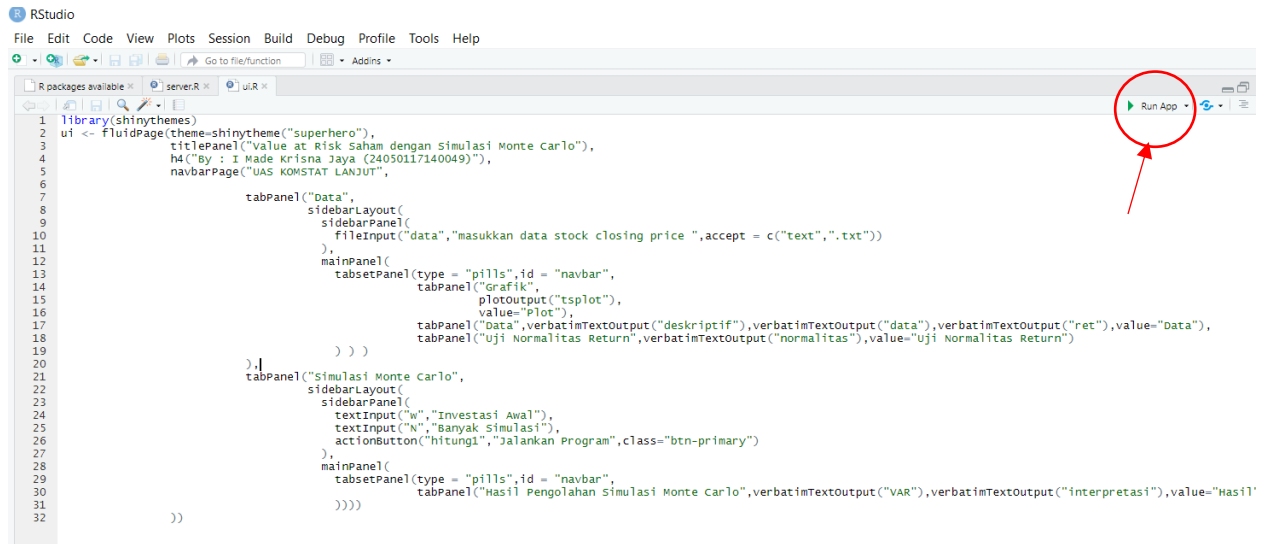 RStudio
File Edit Code View Plots Session Build Debug Profile Tools Help
Go to file/function Addins
R packages available server.R ui.R
Run App
1 library(shinythemes)
2 ui <- fluidPage(theme=shinytheme("superhero"),
3 titlePanel("Value at Risk Saham dengan Simulasi Monte Carlo"),
4 h4("By : I Made Krisna Jaya (24050117140049)"),
5 navbarPage("UAS KOMSTAT LANJUT",
6
7 tabPanel("Data",
8 sidebarLayout(
9 sidebarPanel(
10 fileInput("data","masukkan data stock closing price ",accept = c("text",".txt"))
11 ),
12 mainPanel(
13 tabsetPanel(type = "pills",id = "navbar",
14 tabPanel("Grafik",
15 plotOutput("tsplot"),
16 value="Plot"),
17 tabPanel("Data",verbatimTextOutput("deskriptif"),verbatimTextOutput("data"),verbatimTextOutput("ret"),value="Data"),
18 tabPanel("Uji Normalitas Return",verbatimTextOutput("normalitas"),value="Uji Normalitas Return")
19 ) ) )
20 ),
21 tabPanel("Simulasi Monte Carlo",
22 sidebarLayout(
23 sidebarPanel(
24 textInput("W","Investasi Awal"),
25 textInput("N","Banyak Simulasi"),
26 actionButton("hitung1","Jalankan Program",class="btn-primary")
27 ),
28 mainPanel(
29 tabsetPanel(type = "pills",id = "navbar",
30 tabPanel("Hasil Pengolahan Simulasi Monte Carlo",verbatimTextOutput("VAR"),verbatimTextOutput("interpretasi"),value="Hasil"
31 ))))
32 ))